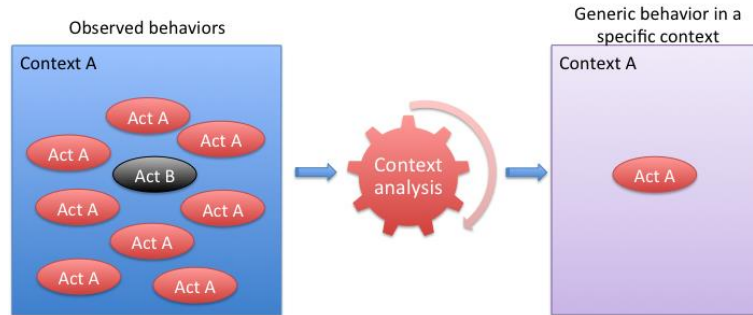 Observed behaviors
Context A
Act A
Act A
Act A
Act B
Act A
Act A
Act A
Act A
Act A
Context
analysis
Generic behavior in a
specific context
Context A
Act A